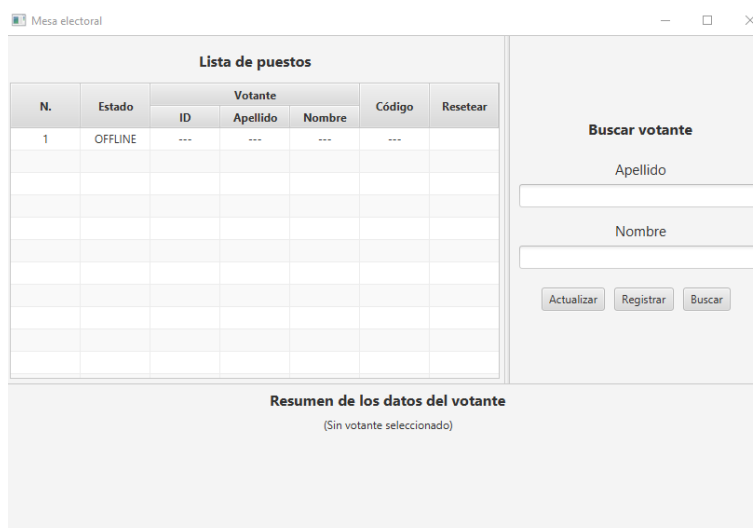 Mesa electoral
Lista de puestos
N. Estado Votante Código Resetear
ID Apellido Nombre
1 OFFLINE --- --- --- ---
Buscar votante
Apellido
Nombre
Actualizar Registrar Buscar
Resumen de los datos del votante
(Sin votante seleccionado)